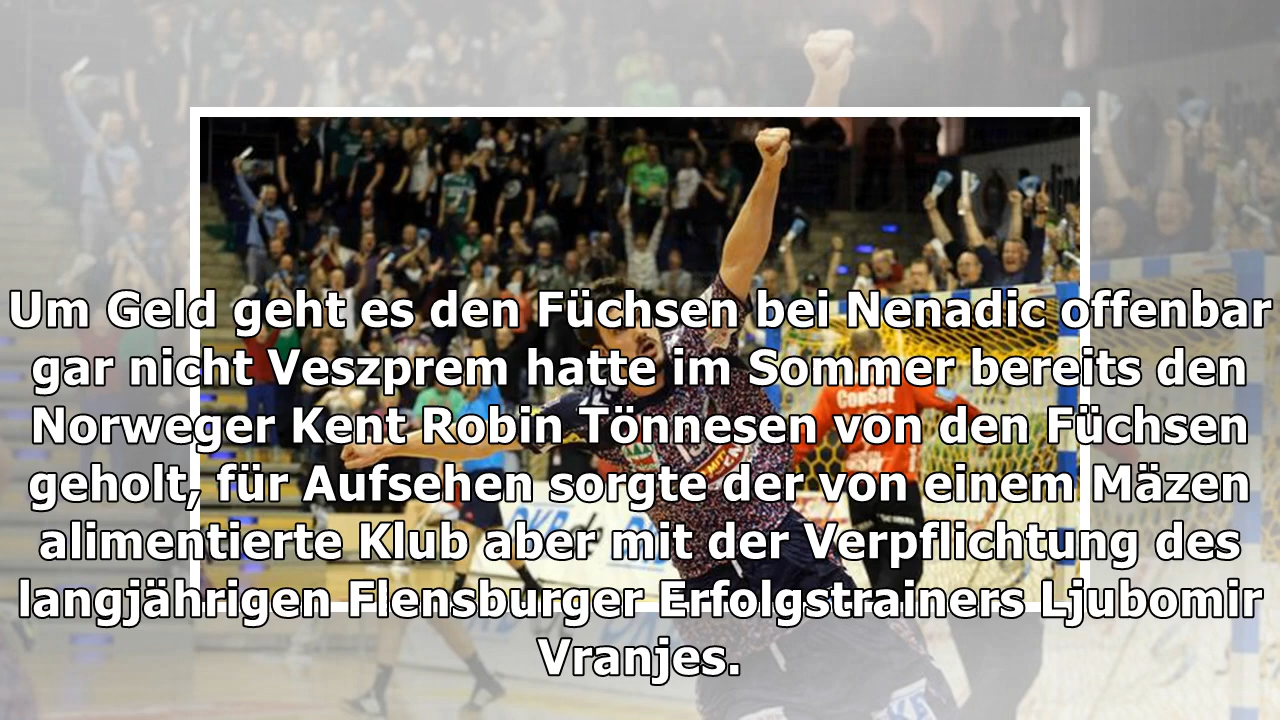 Um Geld geht es den Füchsen bei Nenadic offenbar
gar nicht Veszprem hatte im Sommer bereits den
Norweger Kent Robin Tönnesen von den Füchsen
geholt, für Aufsehen sorgte der von einem Mäzen
alimentierte Klub aber mit der Verpflichtung des
langjährigen Flensburger Erfolgstrainers Ljubomir
Vranjes.